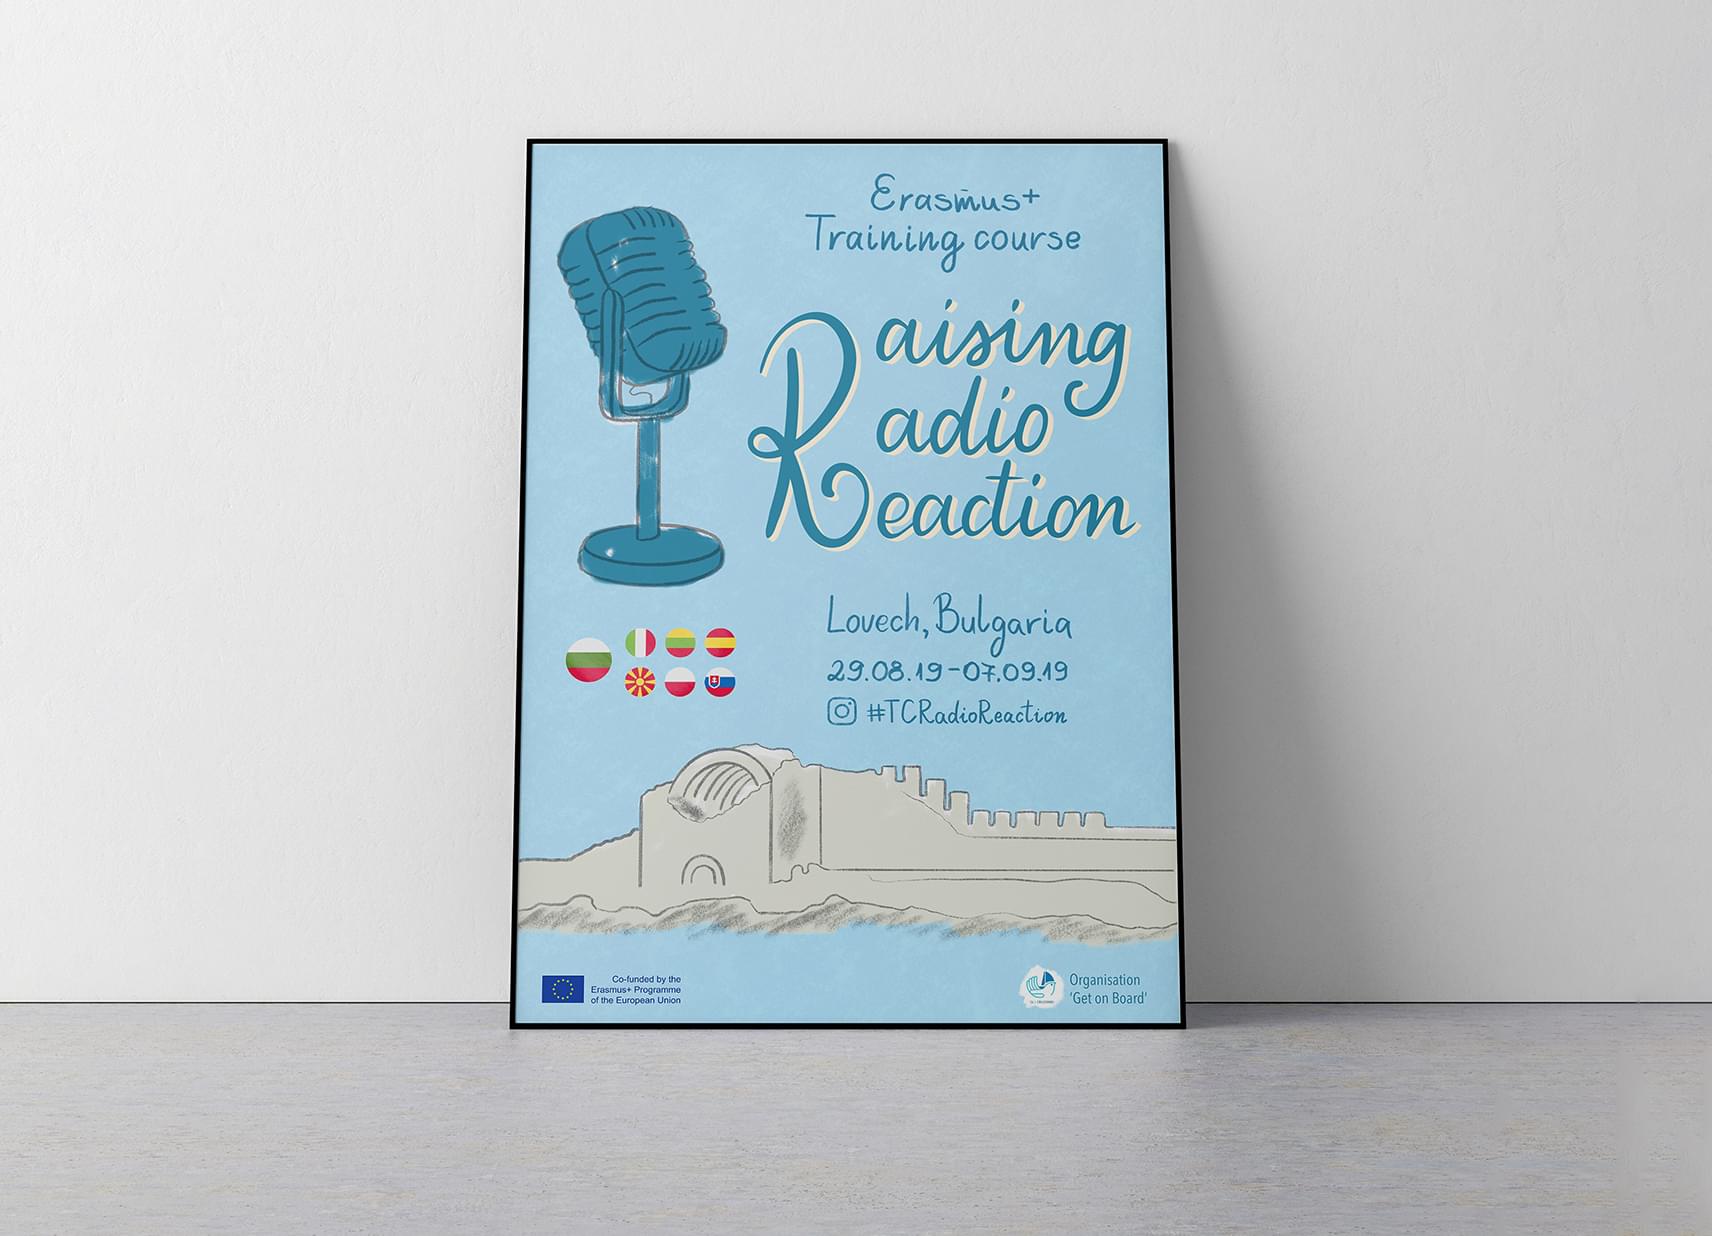 Erasmus+
Training course
Raising
Radio
Reaction
Lovech, Bulgaria
29.08.19-07.09.19
#TCRadioReaction
Co-funded by the
Erasmus+ Programme
of the European Union
Organisation
'Get on Board'